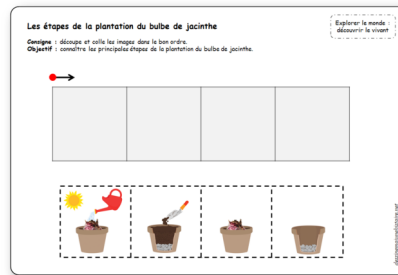 Les étapes de la plantation du bulbe de jacinthe
Explorer le monde :
découvrir le vivant
Consigne : découpe et colle les images dans le bon ordre.
Objectif : connaître les principales étapes de la plantation du bulbe de jacinthe.